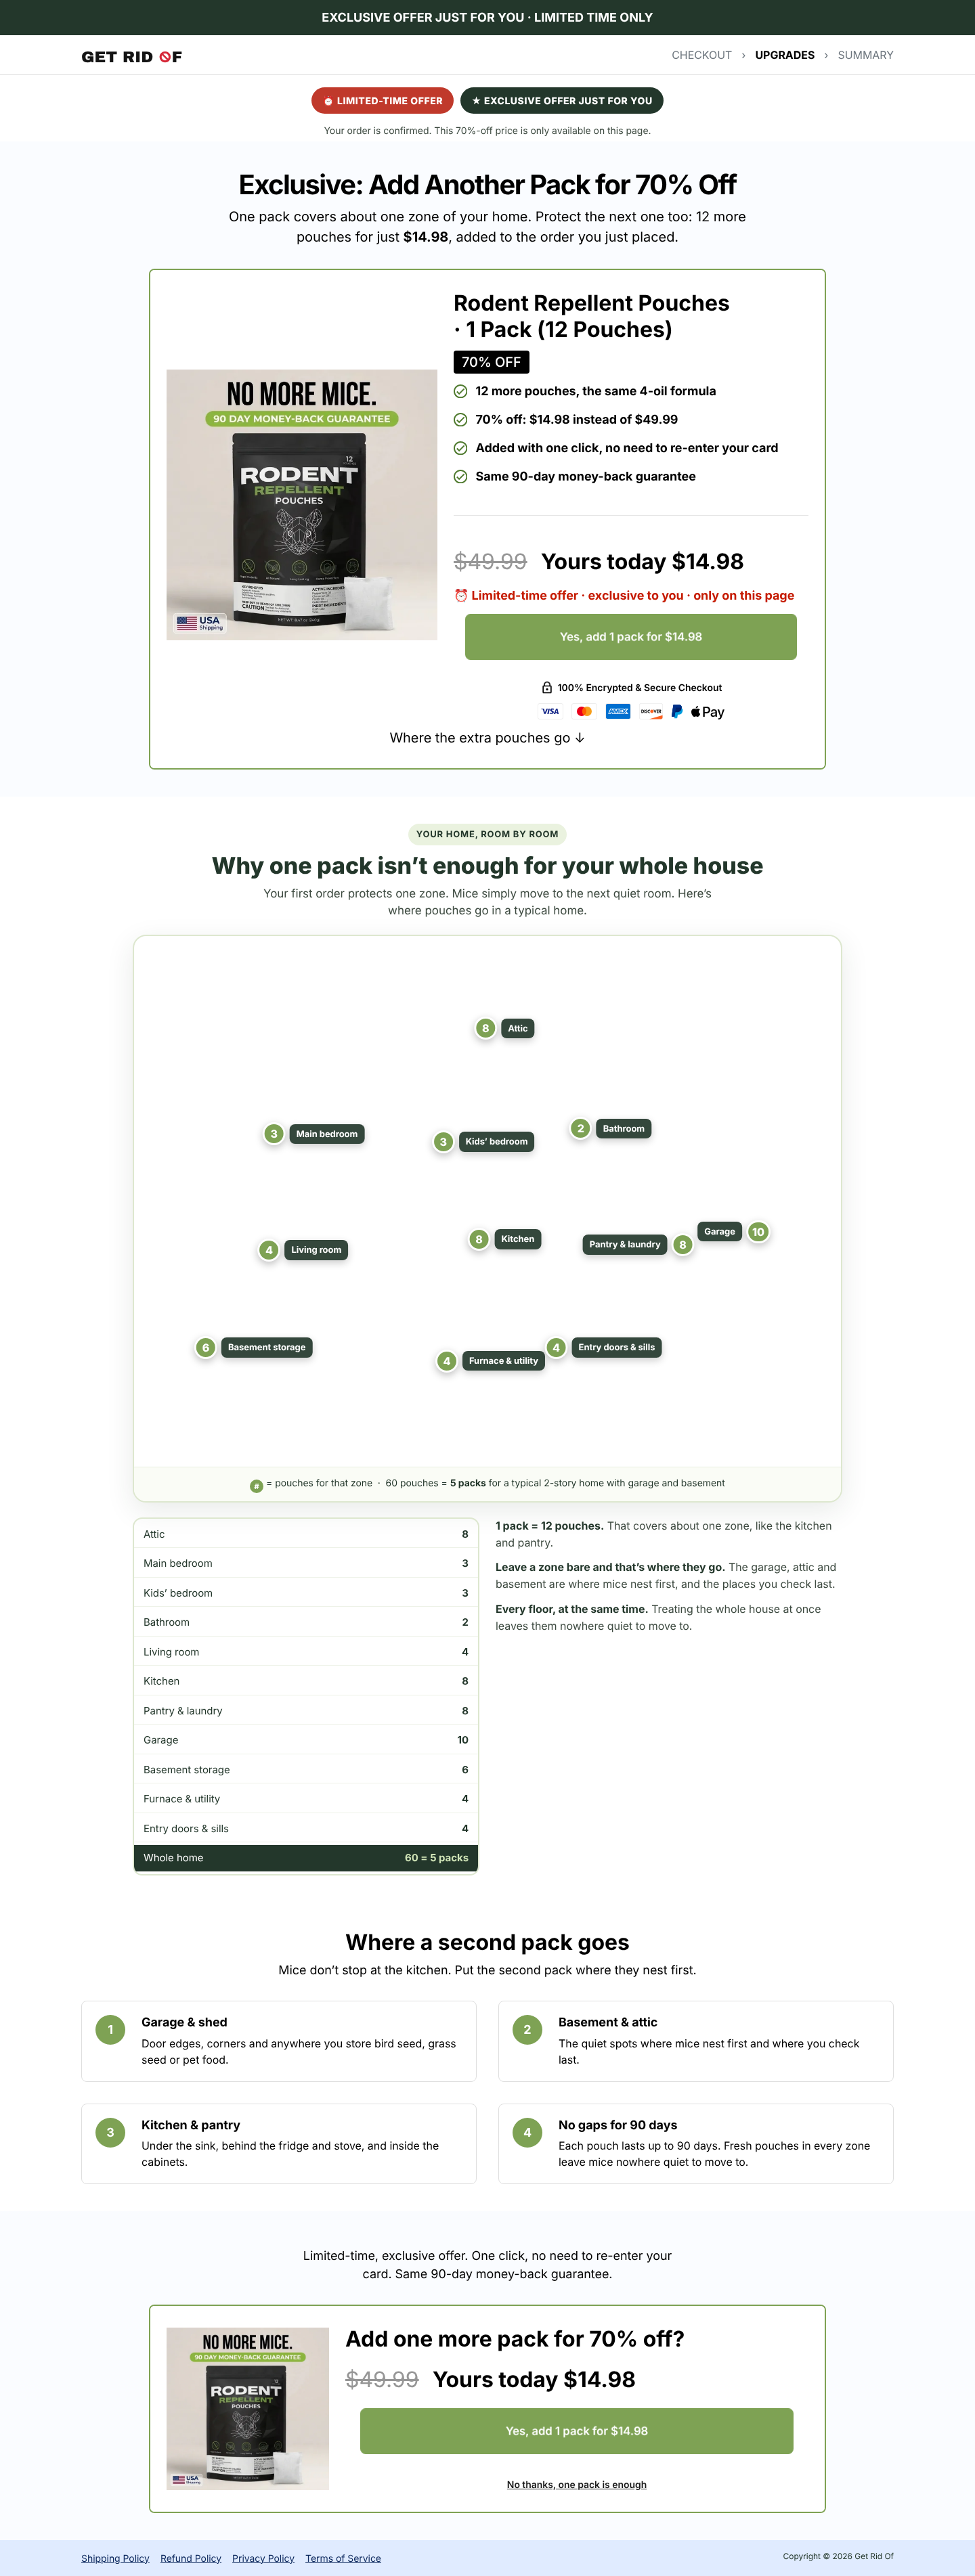 EXCLUSIVE OFFER JUST FOR YOU · LIMITED TIME ONLY
GET RID OF
CHECKOUT › UPGRADES › SUMMARY
⏰ LIMITED-TIME OFFER
★ EXCLUSIVE OFFER JUST FOR YOU
Your order is confirmed. This 70%-off price is only available on this page.
Exclusive: Add Another Pack for 70% Off
One pack covers about one zone of your home. Protect the next one too: 12 more
pouches for just $14.98, added to the order you just placed.
NO MORE MICE.
90 DAY MONEY-BACK GUARANTEE
12
RODENT
REPELLENT
POUCHES
USA
Shipping
Rodent Repellent Pouches
· 1 Pack (12 Pouches)
70% OFF
12 more pouches, the same 4-oil formula
70% off: $14.98 instead of $49.99
Added with one click, no need to re-enter your card
Same 90-day money-back guarantee
$49.99 Yours today $14.98
⏰ Limited-time offer · exclusive to you · only on this page
Yes, add 1 pack for $14.98
100% Encrypted & Secure Checkout
VISA AMEX DISCOVER Pay
Where the extra pouches go ↓
YOUR HOME, ROOM BY ROOM
Why one pack isn’t enough for your whole house
Your first order protects one zone. Mice simply move to the next quiet room. Here’s
where pouches go in a typical home.
8 Attic
3 Main bedroom
3 Kids’ bedroom
2 Bathroom
4 Living room
8 Kitchen
Pantry & laundry 8
Garage 10
6 Basement storage
4 Furnace & utility
4 Entry doors & sills
# = pouches for that zone · 60 pouches = 5 packs for a typical 2-story home with garage and basement
Attic 8
Main bedroom 3
Kids’ bedroom 3
Bathroom 2
Living room 4
Kitchen 8
Pantry & laundry 8
Garage 10
Basement storage 6
Furnace & utility 4
Entry doors & sills 4
Whole home 60 = 5 packs
1 pack = 12 pouches. That covers about one zone, like the kitchen
and pantry.
Leave a zone bare and that’s where they go. The garage, attic and
basement are where mice nest first, and the places you check last.
Every floor, at the same time. Treating the whole house at once
leaves them nowhere quiet to move to.
Where a second pack goes
Mice don’t stop at the kitchen. Put the second pack where they nest first.
1
Garage & shed
Door edges, corners and anywhere you store bird seed, grass
seed or pet food.
2
Basement & attic
The quiet spots where mice nest first and where you check
last.
3
Kitchen & pantry
Under the sink, behind the fridge and stove, and inside the
cabinets.
4
No gaps for 90 days
Each pouch lasts up to 90 days. Fresh pouches in every zone
leave mice nowhere quiet to move to.
Limited-time, exclusive offer. One click, no need to re-enter your
card. Same 90-day money-back guarantee.
NO MORE MICE.
90 DAY MONEY-BACK GUARANTEE
RODENT
REPELLENT
POUCHES
USA
Shipping
Add one more pack for 70% off?
$49.99 Yours today $14.98
Yes, add 1 pack for $14.98
No thanks, one pack is enough
Shipping Policy Refund Policy Privacy Policy Terms of Service
Copyright © 2026 Get Rid Of